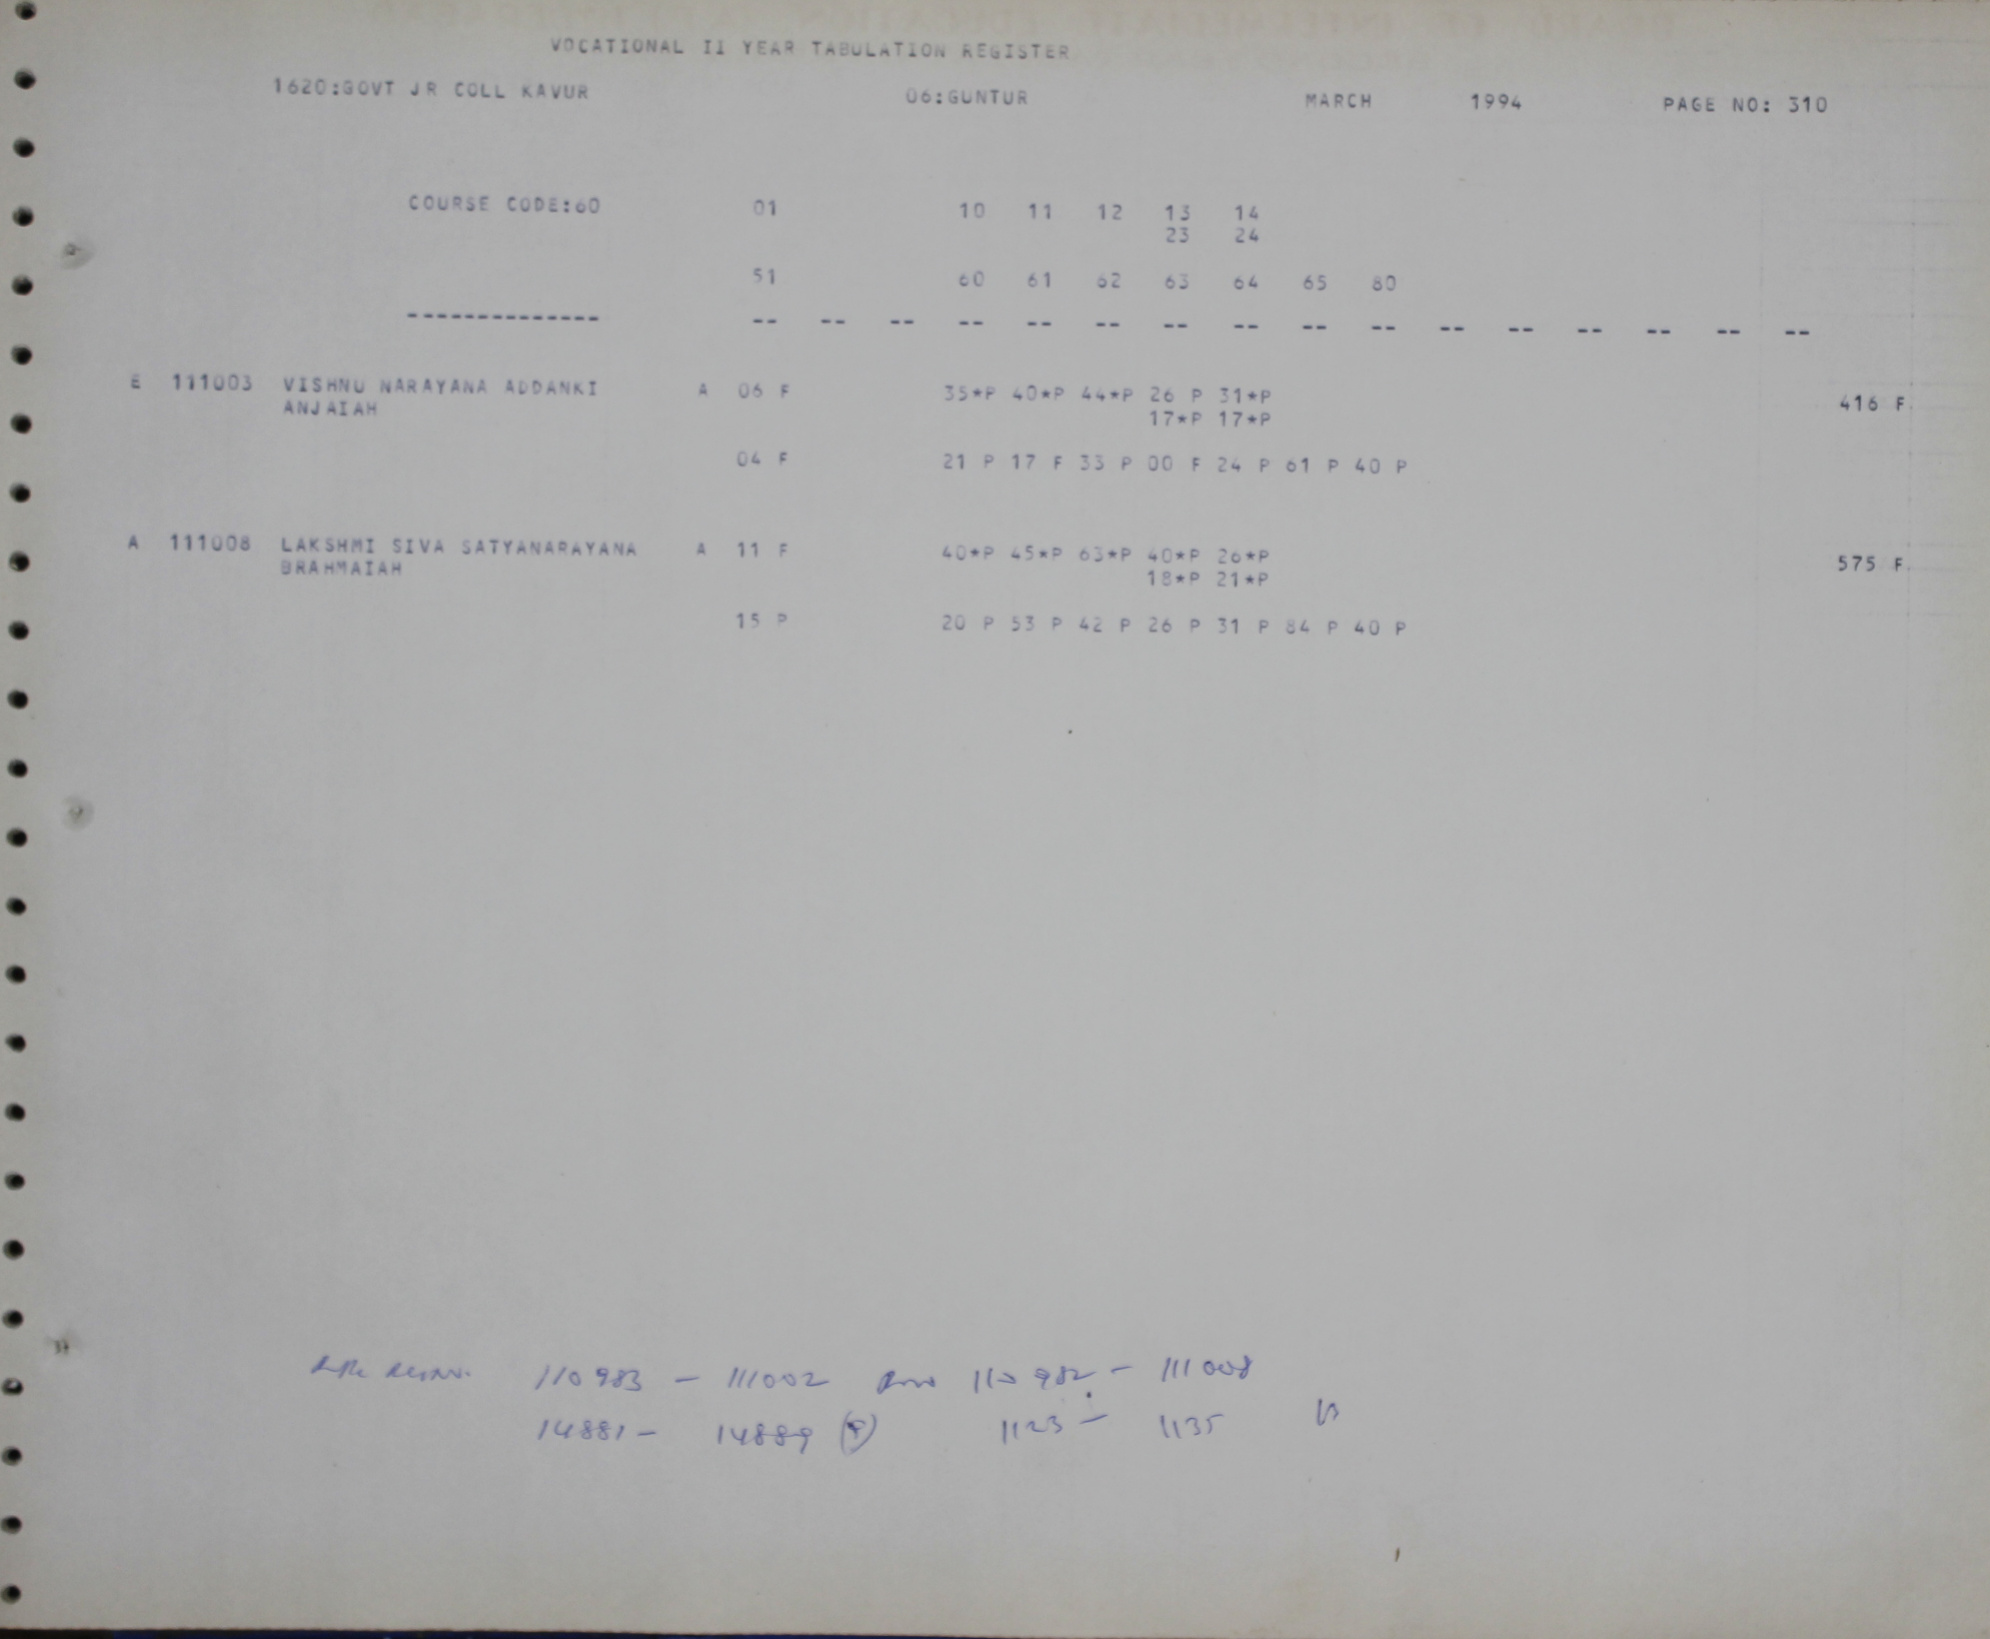 VOCATIONAL II YEAR TABULATION REGISTER
1620:GOVT JR COLL KAVUR 06:GUNTUR MARCH 1994 PAGE NO: 310
COURSE CODE:60 01 10 11 12 13 14
23 24
51 60 61 62 63 64 65 80
-------------- -- -- -- -- -- -- -- -- -- -- -- -- -- -- -- --
E 111003 VISHNU NARAYANA ADDANKI A 06 F 35*P 40*P 44*P 26 P 31*P 416 F
ANJAIAH 17*P 17*P
04 F 21 P 17 F 33 P 00 F 24 P 61 P 40 P
A 111008 LAKSHMI SIVA SATYANARAYANA A 11 F 40*P 45*P 63*P 40*P 26*P 575 F
BRAHMAIAH 18*P 21*P
15 P 20 P 53 P 42 P 26 P 31 P 84 P 40 P
110983 - 111002 110982 - 111008
14881 - 14889 1123 - 1135